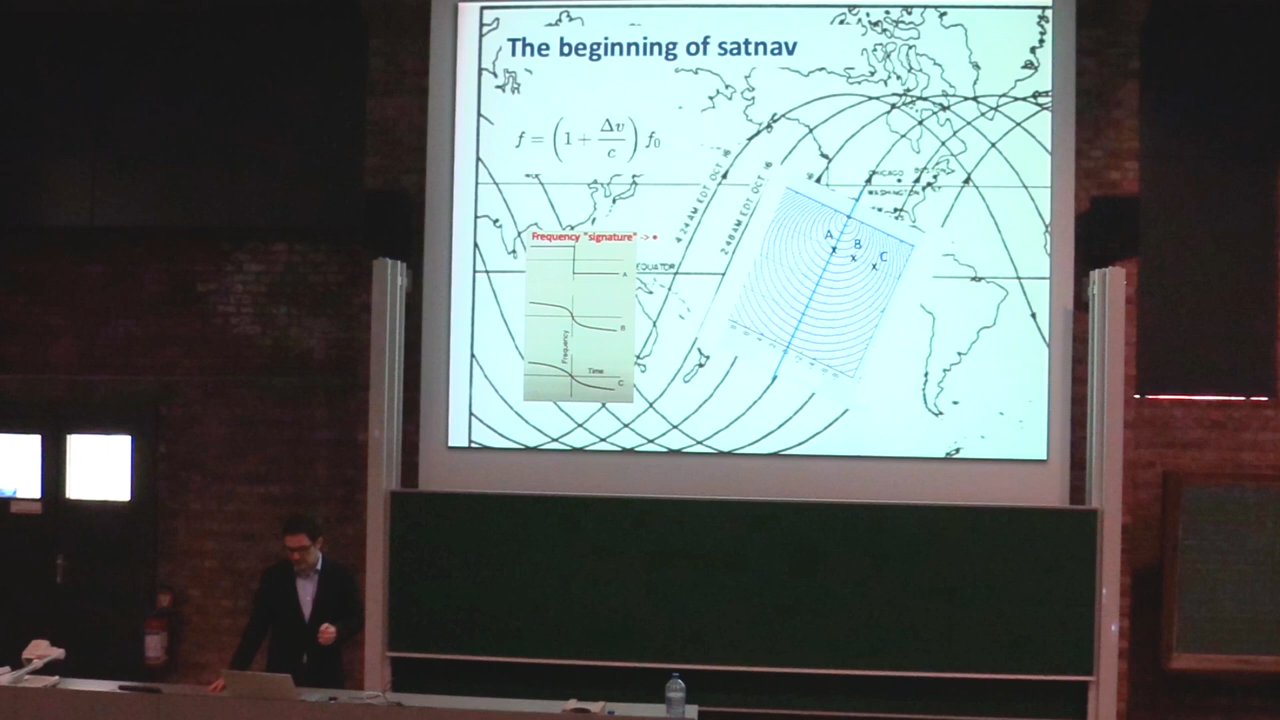 The beginning of satnav
f = (1 + Δv/c) f₀
CHICAGO BOSTON
WASHINGTON
4:24 AM EDT OCT 16
2:48 AM EDT OCT 16
A
B
C
Frequency "signature" -> •
EQUATOR
A
B
Frequency
Time
C